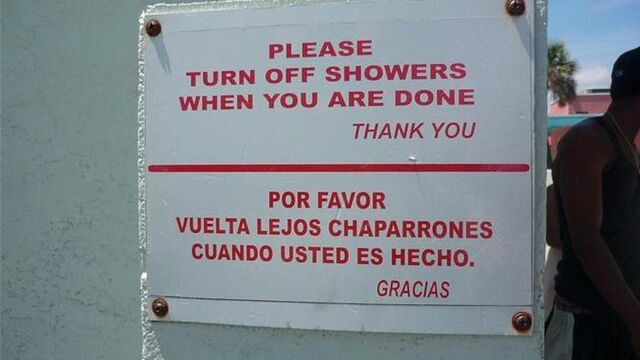 PLEASE
TURN OFF SHOWERS
WHEN YOU ARE DONE
THANK YOU
POR FAVOR
VUELTA LEJOS CHAPARRONES
CUANDO USTED ES HECHO.
GRACIAS